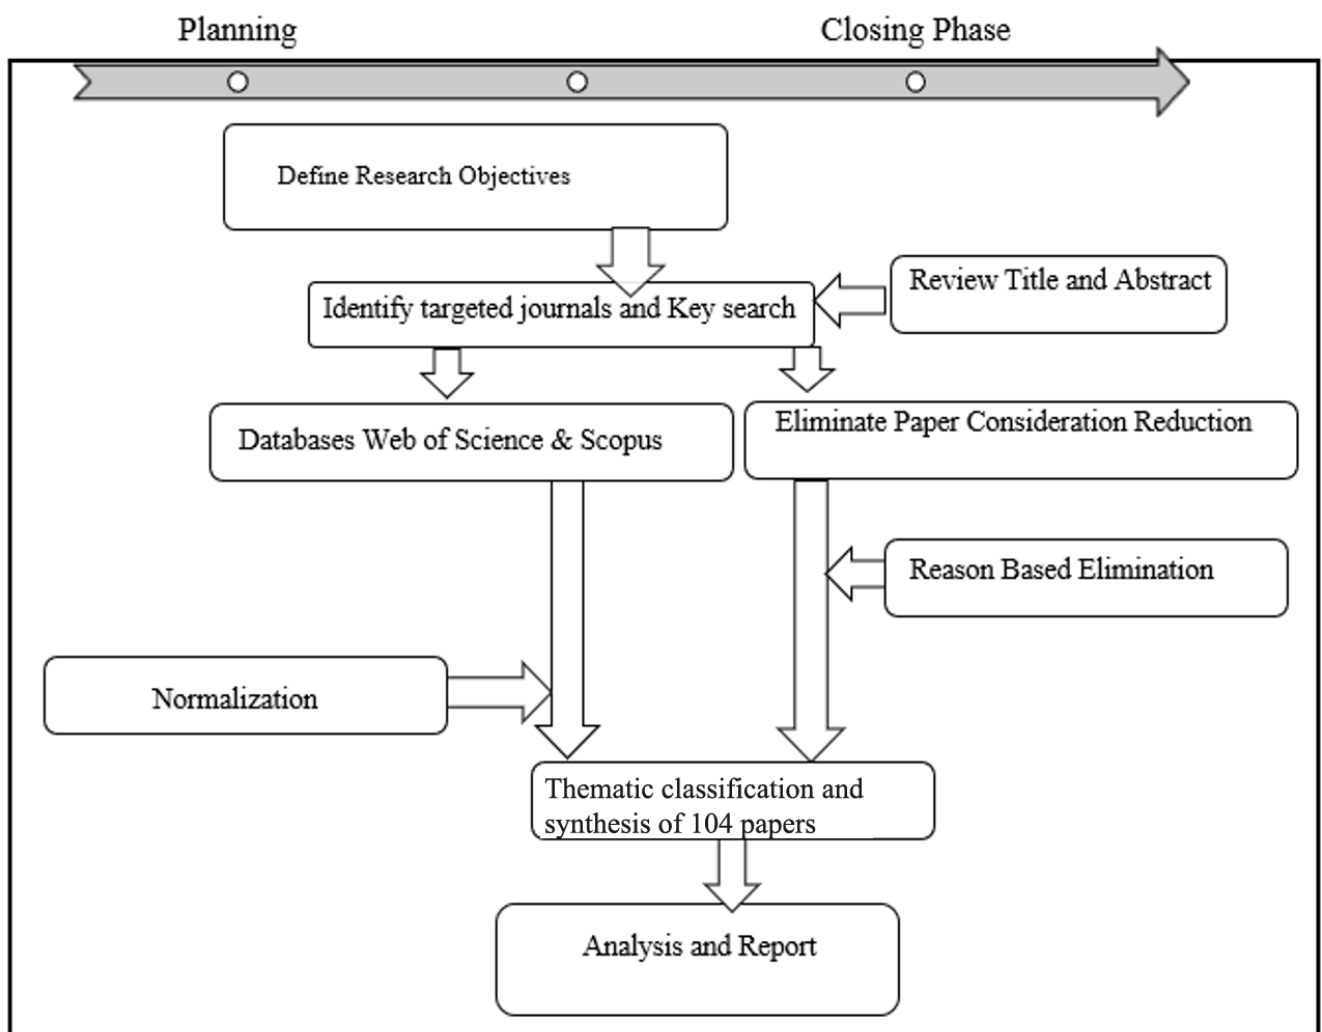 Planning
Closing Phase
Define Research Objectives
Review Title and Abstract
Identify targeted journals and Key search
Eliminate Paper Consideration Reduction
Databases Web of Science & Scopus
Reason Based Elimination
Normalization
Thematic classification and
synthesis of 104 papers
Analysis and Report